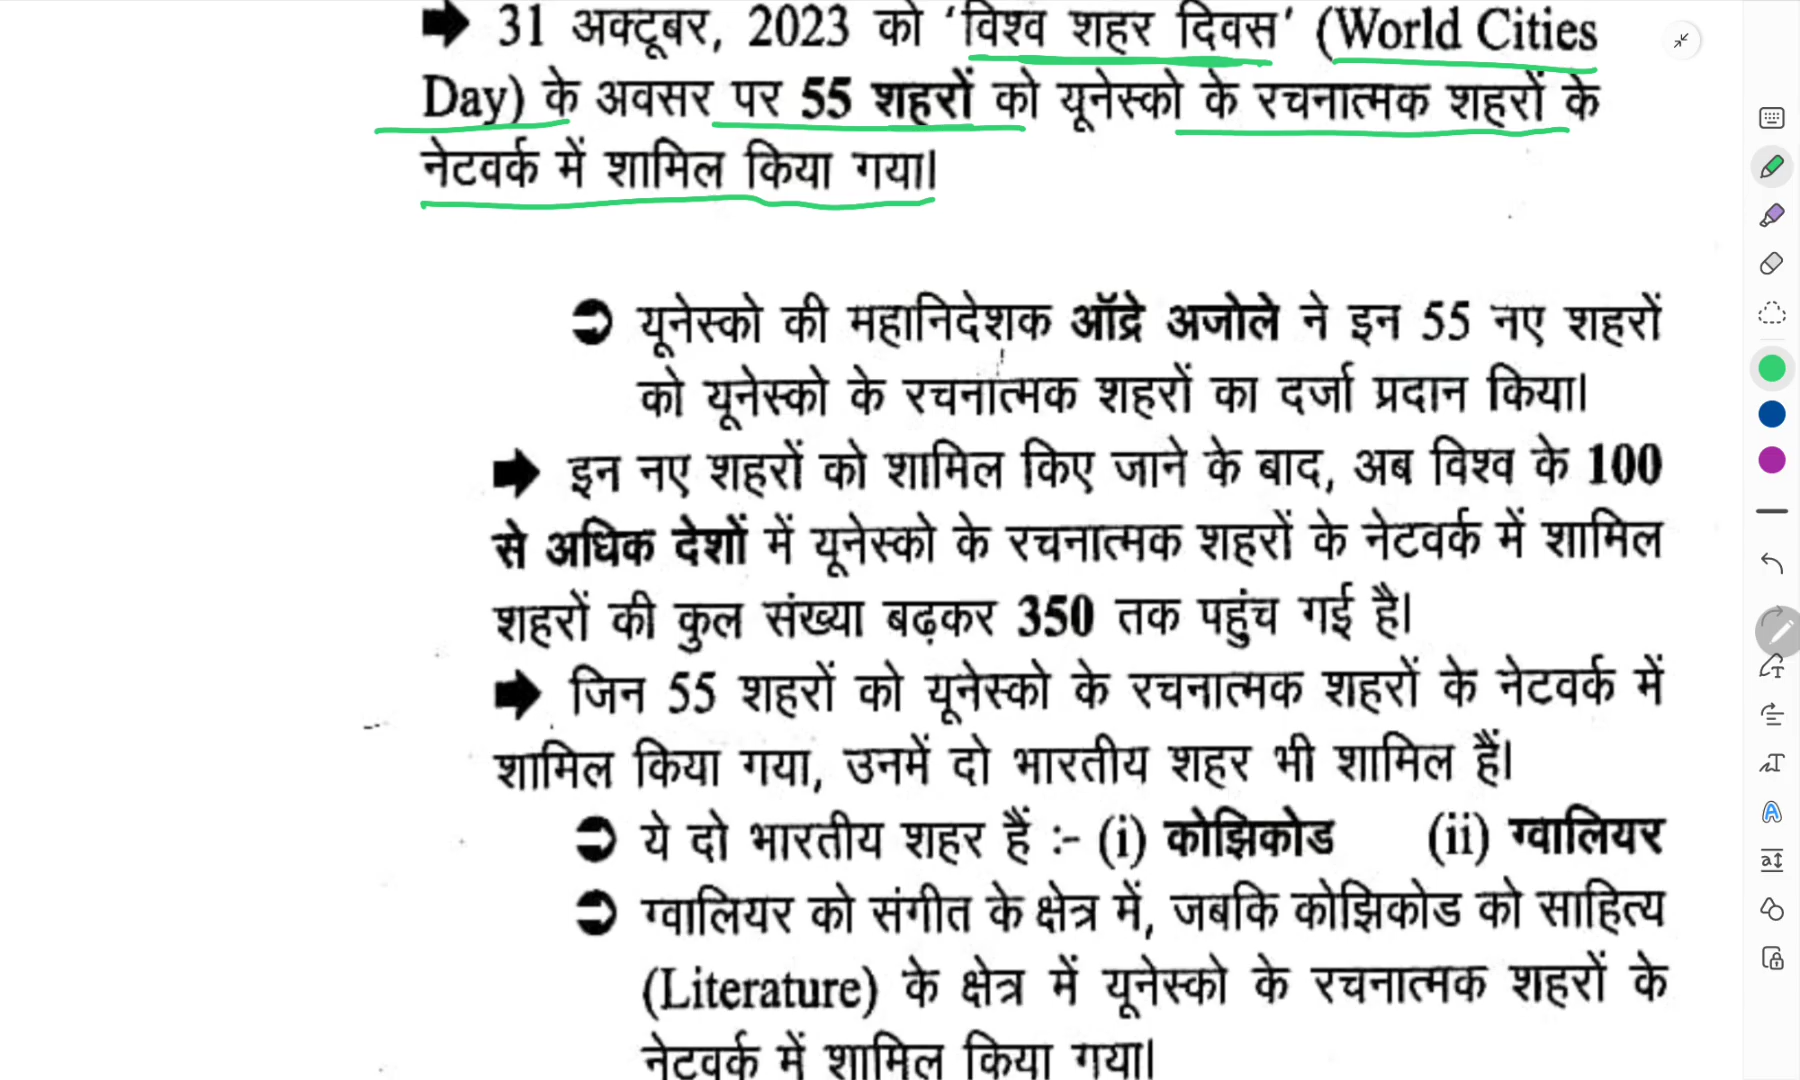 ➡ 31 अक्टूबर, 2023 को ‘विश्व शहर दिवस’ (World Cities
Day) के अवसर पर 55 शहरों को यूनेस्को के रचनात्मक शहरों के
नेटवर्क में शामिल किया गया।
➲ यूनेस्को की महानिदेशक ऑद्रे अजोले ने इन 55 नए शहरों
को यूनेस्को के रचनात्मक शहरों का दर्जा प्रदान किया।
➡ इन नए शहरों को शामिल किए जाने के बाद, अब विश्व के 100
से अधिक देशों में यूनेस्को के रचनात्मक शहरों के नेटवर्क में शामिल
शहरों की कुल संख्या बढ़कर 350 तक पहुंच गई है।
➡ जिन 55 शहरों को यूनेस्को के रचनात्मक शहरों के नेटवर्क में
शामिल किया गया, उनमें दो भारतीय शहर भी शामिल हैं।
➲ ये दो भारतीय शहर हैं :- (i) कोझिकोड (ii) ग्वालियर
➲ ग्वालियर को संगीत के क्षेत्र में, जबकि कोझिकोड को साहित्य
(Literature) के क्षेत्र में यूनेस्को के रचनात्मक शहरों के
नेटवर्क में शामिल किया गया।